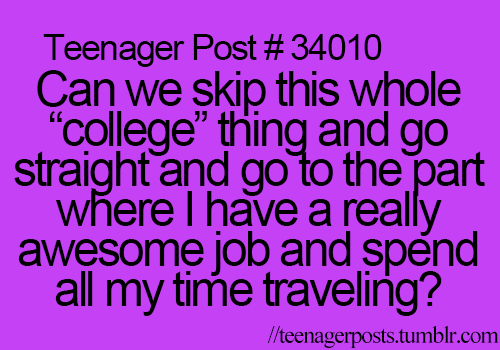 Teenager Post # 34010
Can we skip this whole
“college” thing and go
straight and go to the part
where I have a really
awesome job and spend
all my time traveling?
//teenagerposts.tumblr.com